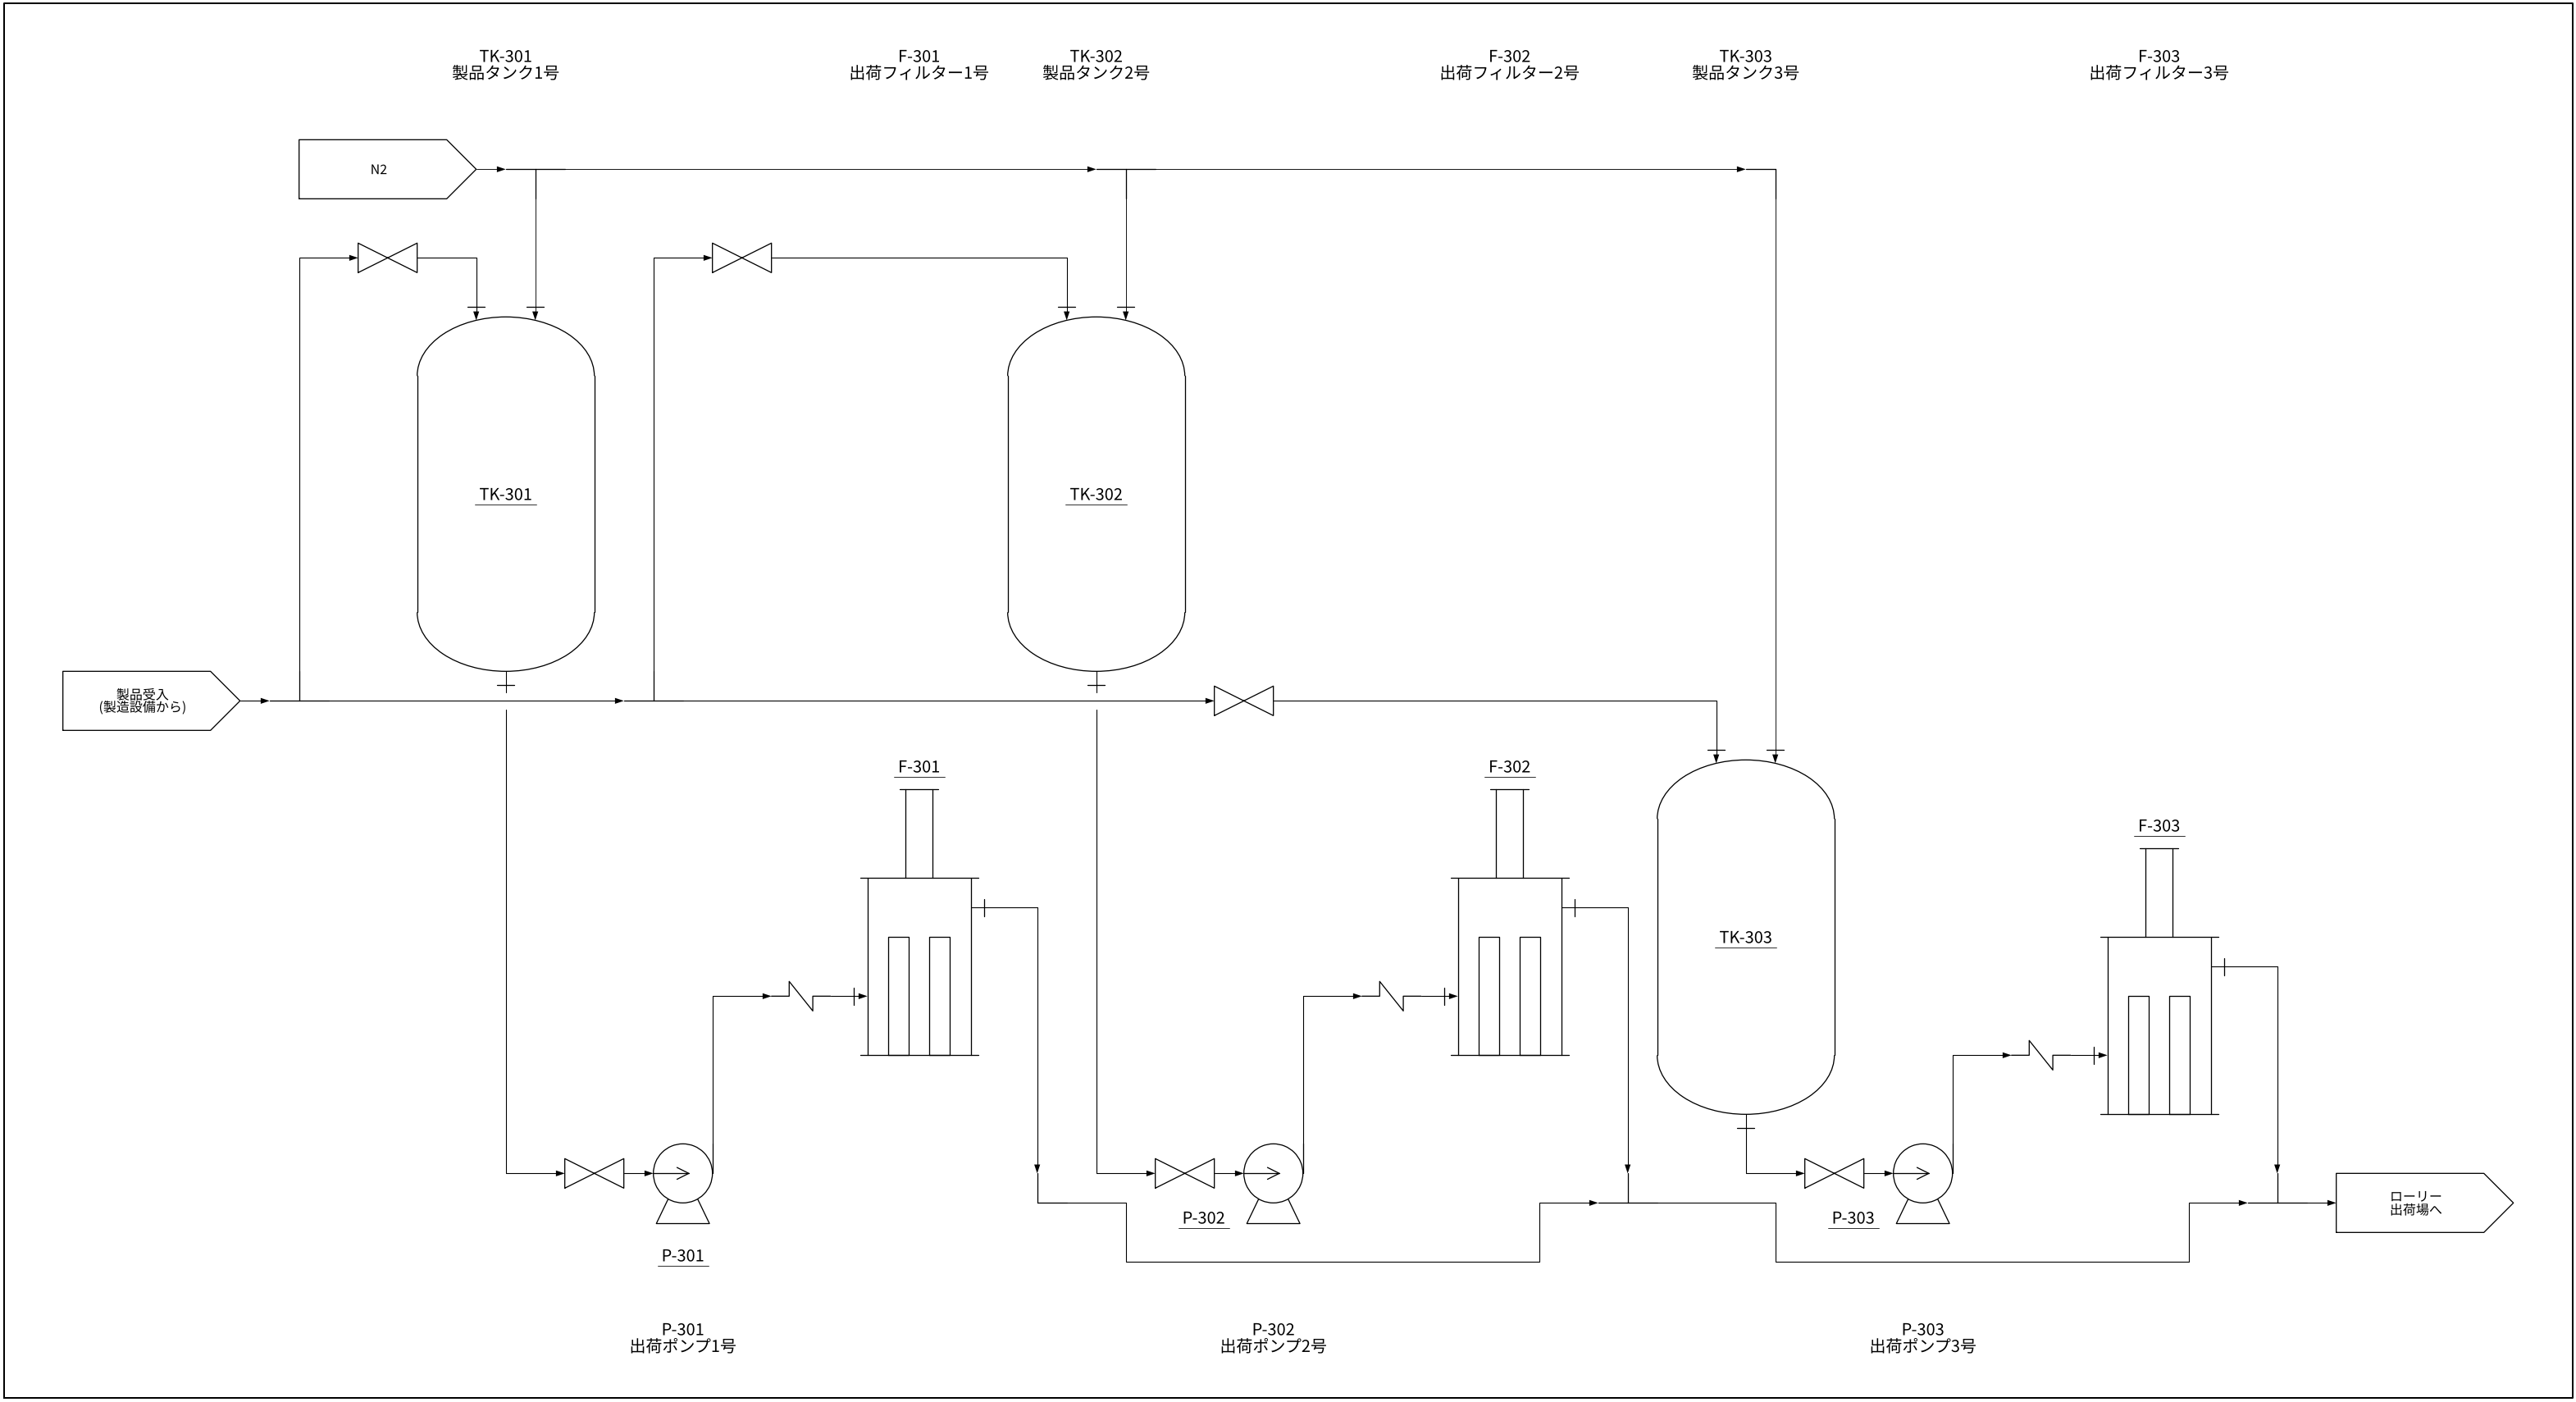 TK-301
製品タンク1号
F-301
出荷フィルター1号
TK-302
製品タンク2号
F-302
出荷フィルター2号
TK-303
製品タンク3号
F-303
出荷フィルター3号
N2
TK-301
TK-302
製品受入
(製造設備から)
F-301
F-302
F-303
TK-303
ローリー
出荷場へ
P-302
P-303
P-301
P-301
出荷ポンプ1号
P-302
出荷ポンプ2号
P-303
出荷ポンプ3号